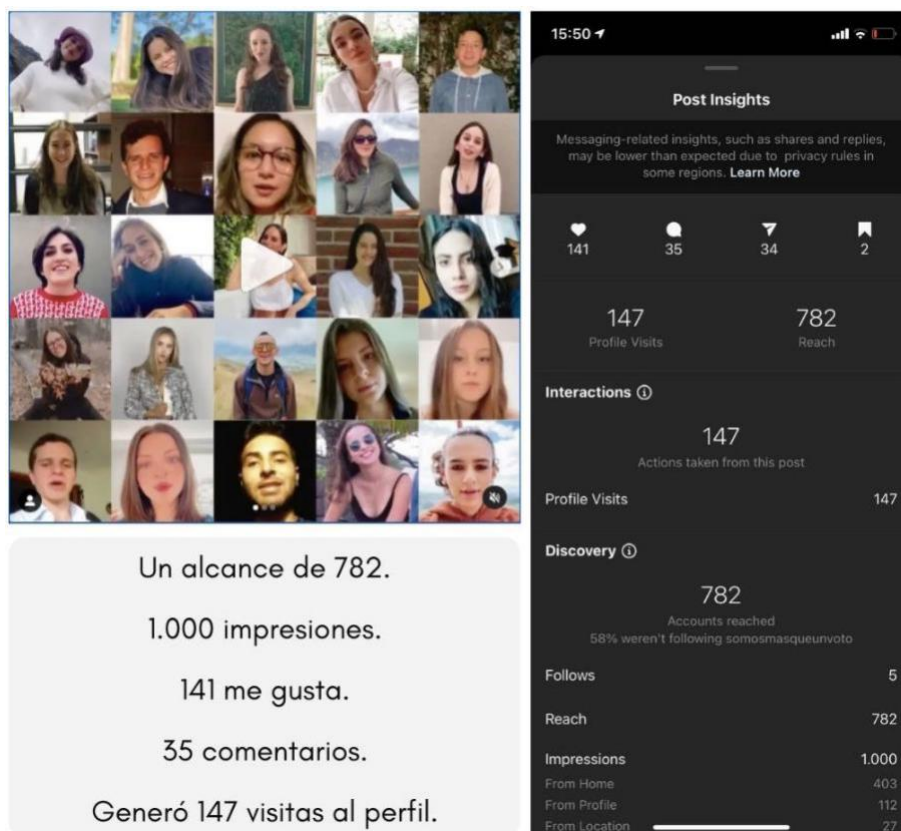 Un alcance de 782.
1.000 impresiones.
141 me gusta.
35 comentarios.
Generó 147 visitas al perfil.
15:50
Post Insights
Messaging-related insights, such as shares and replies,
may be lower than expected due to privacy rules in
some regions. Learn More
141 35 34 2
147 782
Profile Visits Reach
Interactions
147
Actions taken from this post
Profile Visits 147
Discovery
782
Accounts reached
58% weren't following somosmasqueunvoto
Follows 5
Reach 782
Impressions 1.000
From Home 403
From Profile 112
From Location 27